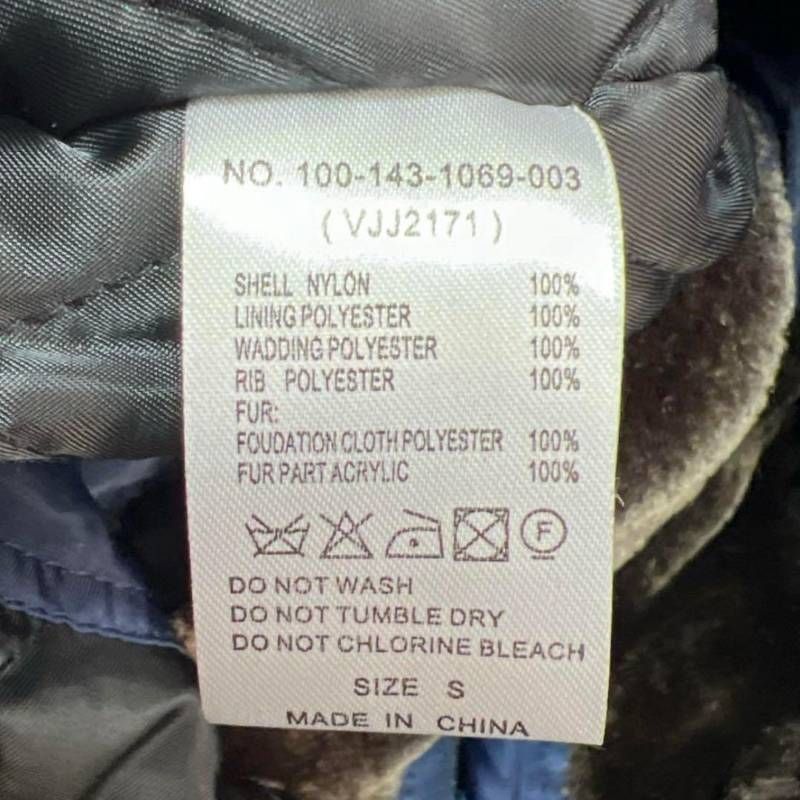 NO. 100-143-1069-003
( VJJ2171 )
SHELL NYLON 100%
LINING POLYESTER 100%
WADDING POLYESTER 100%
RIB POLYESTER 100%
FUR:
FOUDATION CLOTH POLYESTER 100%
FUR PART ACRYLIC 100%
F
DO NOT WASH
DO NOT TUMBLE DRY
DO NOT CHLORINE BLEACH
SIZE S
MADE IN CHINA